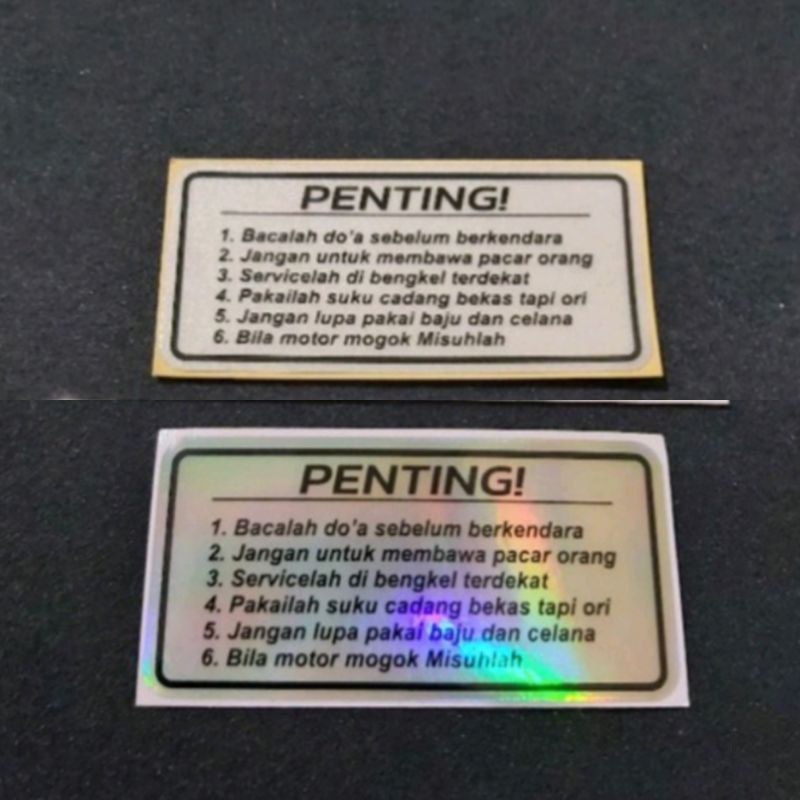 PENTING!
1. Bacalah do'a sebelum berkendara
2. Jangan untuk membawa pacar orang
3. Servicelah di bengkel terdekat
4. Pakailah suku cadang bekas tapi ori
5. Jangan lupa pakai baju dan celana
6. Bila motor mogok Misuhlah
PENTING!
1. Bacalah do'a sebelum berkendara
2. Jangan untuk membawa pacar orang
3. Servicelah di bengkel terdekat
4. Pakailah suku cadang bekas tapi ori
5. Jangan lupa pakai baju dan celana
6. Bila motor mogok Misuhlah